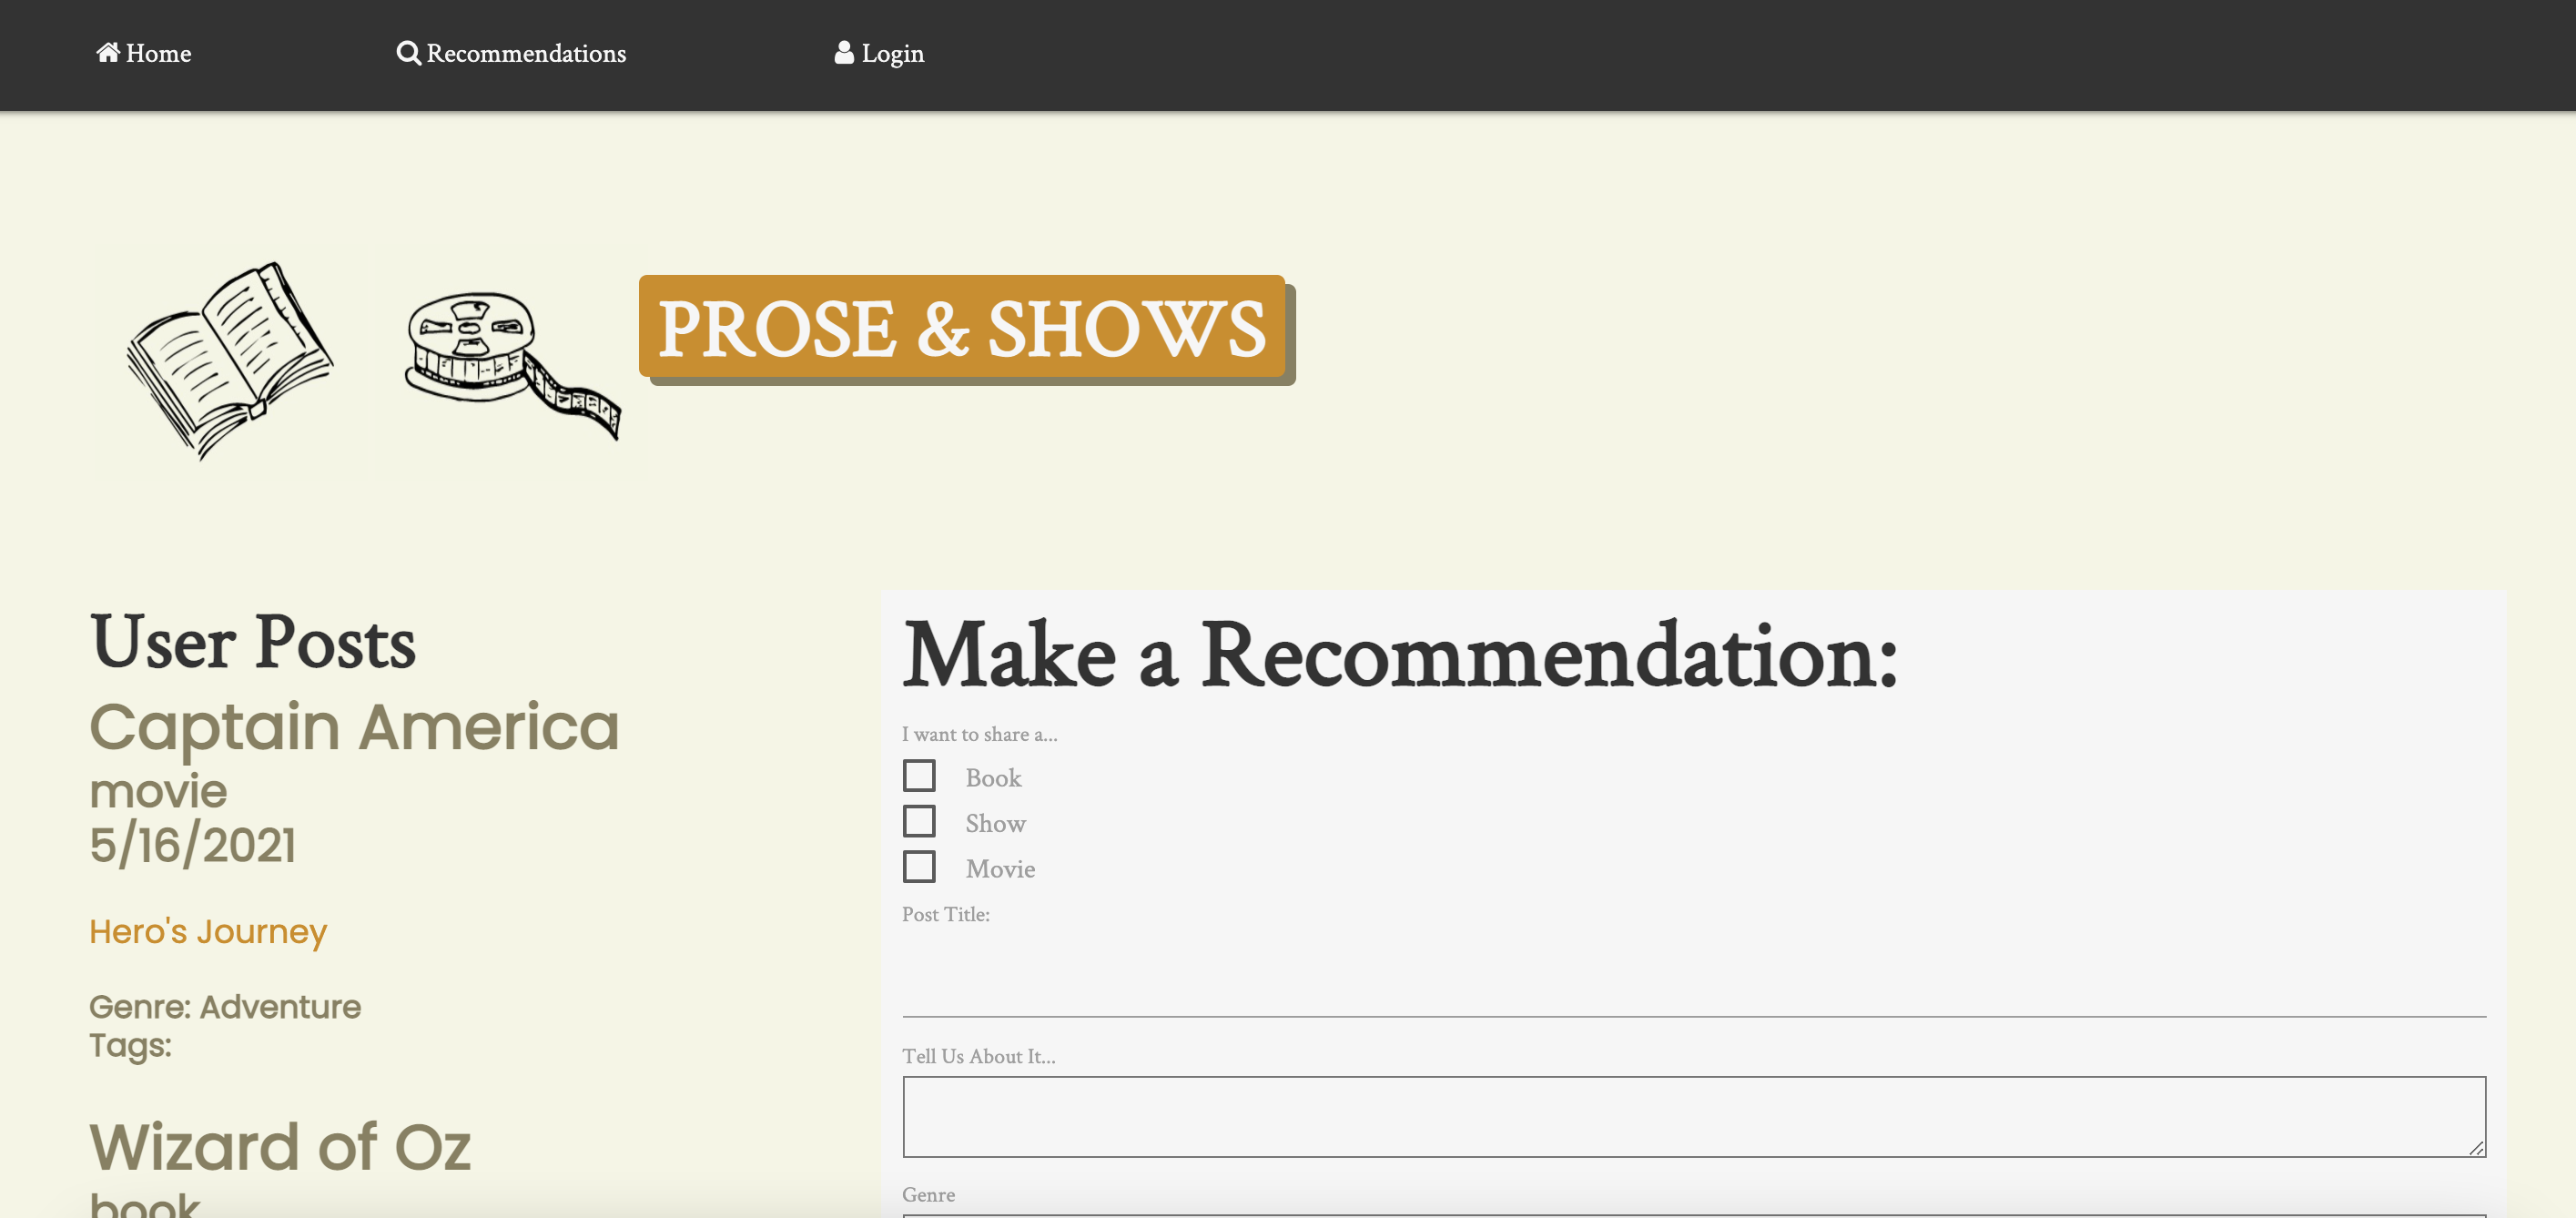 Home
Recommendations
Login
PROSE & SHOWS
User Posts
Captain America
movie
5/16/2021
Hero's Journey
Genre: Adventure
Tags:
Wizard of Oz
book
Make a Recommendation:
I want to share a...
Book
Show
Movie
Post Title:
Tell Us About It...
Genre